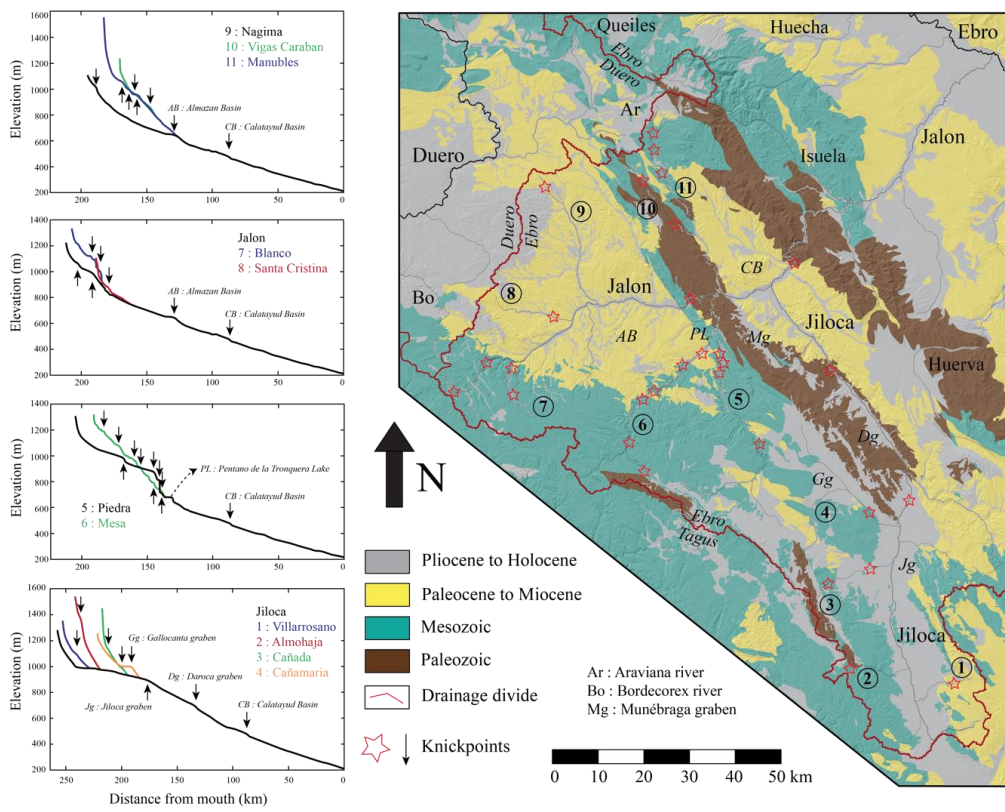 1600
1400
1200
1000
800
600
400
200
Elevation (m)
9 : Nagima
10 : Vigas Caraban
11 : Manubles
AB : Almazan Basin
CB : Calatayud Basin
200
150
100
50
0
1400
1200
1000
800
600
400
200
Elevation (m)
Jalon
7 : Blanco
8 : Santa Cristina
AB : Almazan Basin
CB : Calatayud Basin
200
150
100
50
0
1400
1200
1000
800
600
400
200
Elevation (m)
PL : Pentano de la Tronquera Lake
5 : Piedra
6 : Mesa
CB : Calatayud Basin
200
150
100
50
0
1600
1400
1200
1000
800
600
400
200
Elevation (m)
Jiloca
1 : Villarrosano
2 : Almohaja
3 : Cañada
4 : Cañamaria
Gg : Gallocanta graben
Dg : Daroca graben
Jg : Jiloca graben
CB : Calatayud Basin
250
200
150
100
50
0
Distance from mouth (km)
Queiles
Huecha
Ebro
Ebro
Duero
Ar
Jalon
Duero
Isuela
11
10
9
Duero
Ebro
CB
Bo
8
Jalon
Jiloca
AB
PL
Mg
Huerva
7
5
6
Dg
Gg
4
Ebro
Tagus
Jg
3
Jiloca
1
2
N
Pliocene to Holocene
Paleocene to Miocene
Mesozoic
Paleozoic
Drainage divide
Knickpoints
Ar : Araviana river
Bo : Bordecorex river
Mg : Munébraga graben
0
10
20
30
40
50 km